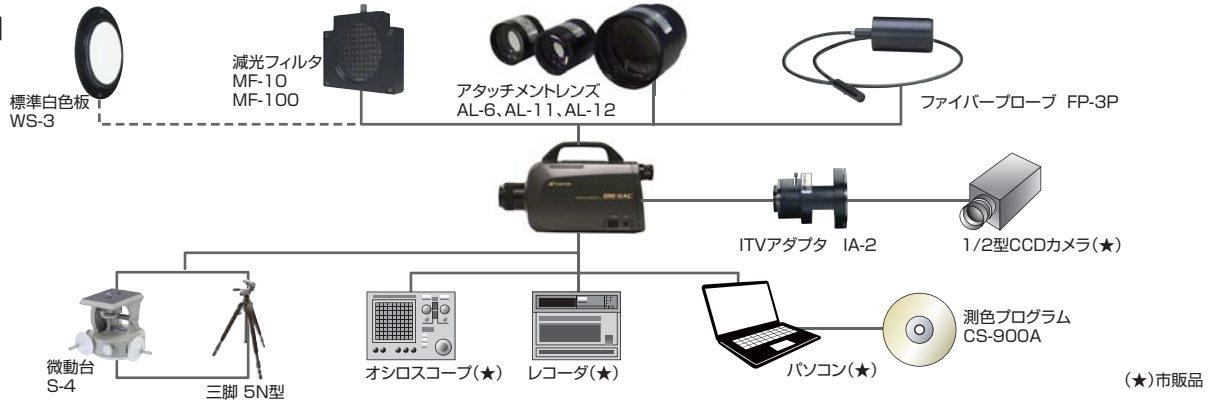 標準白色板
WS-3
減光フィルタ
MF-10
MF-100
アタッチメントレンズ
AL-6、AL-11、AL-12
ファイバープローブ FP-3P
ITVアダプタ IA-2
1/2型CCDカメラ(★)
微動台
S-4
三脚 5N型
オシロスコープ(★)
レコーダ(★)
パソコン(★)
測色プログラム
CS-900A
(★)市販品